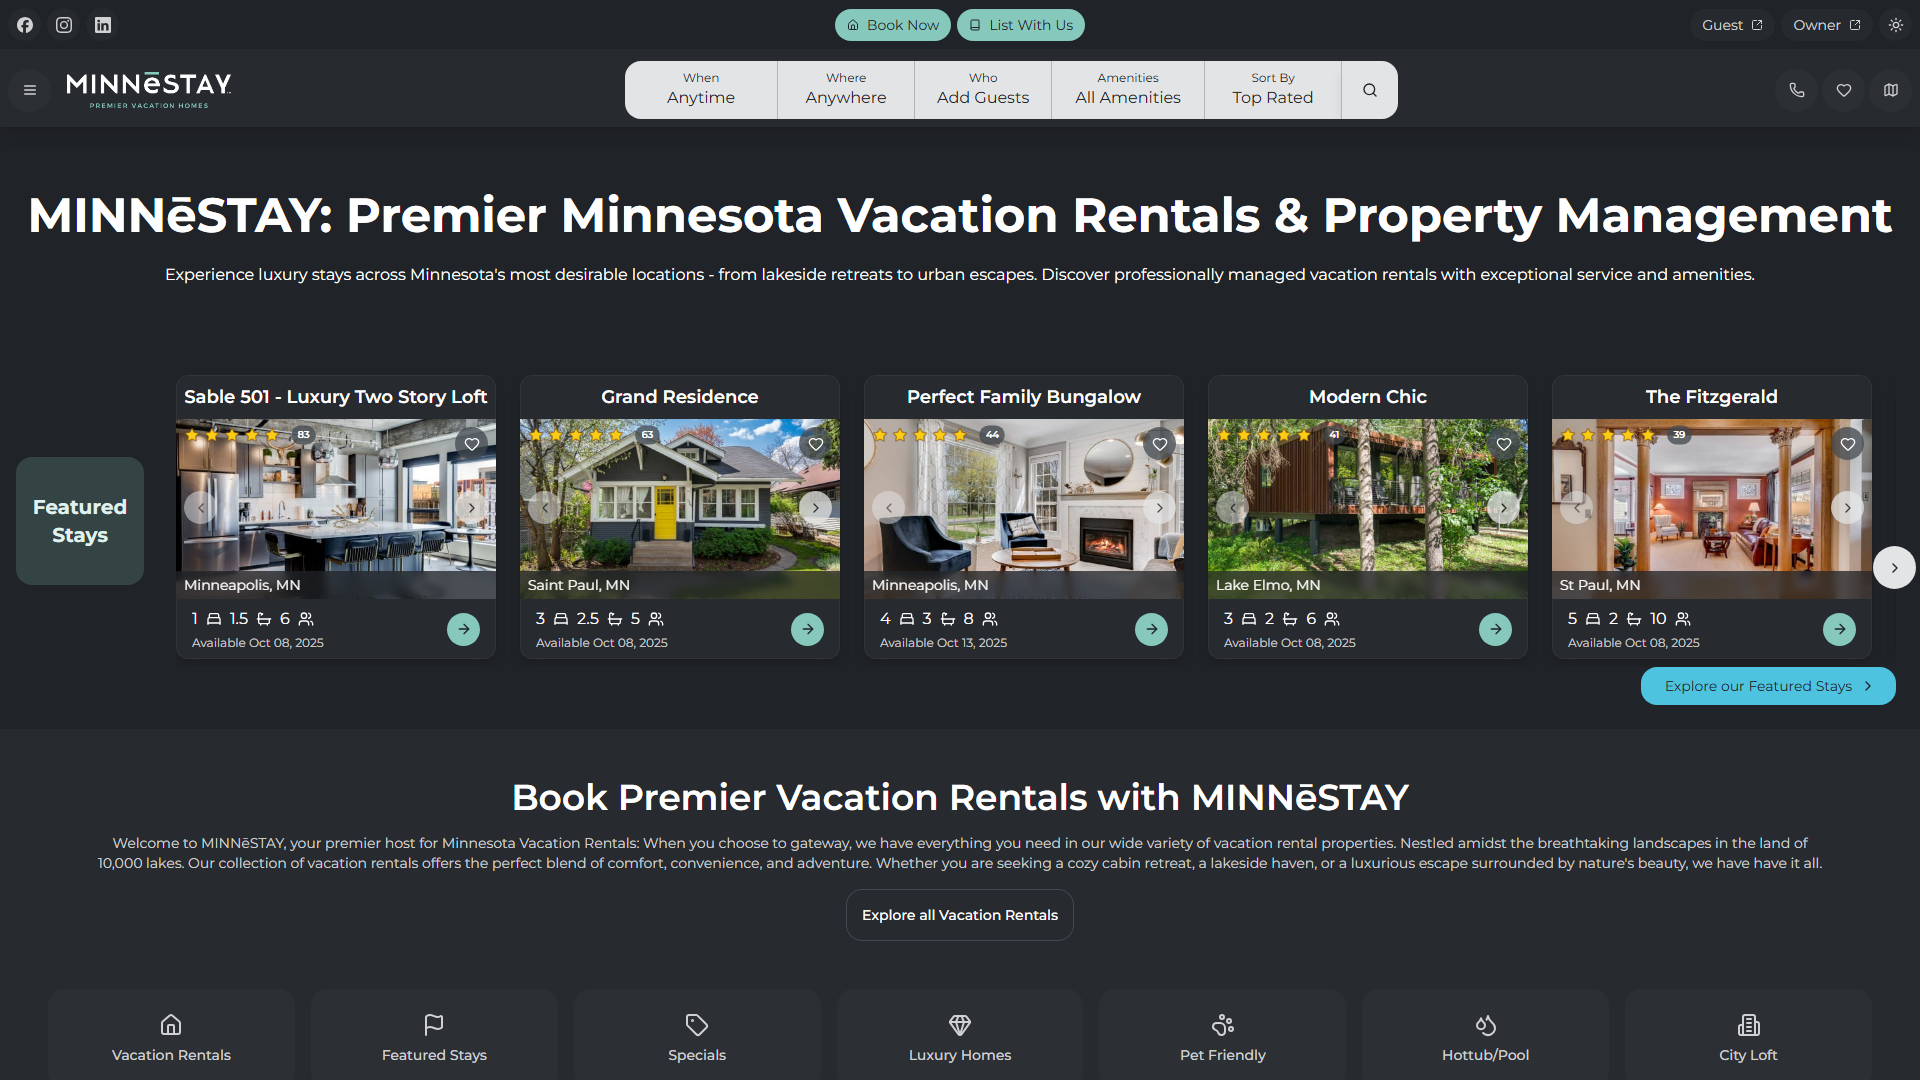 Book Now
List With Us
Guest
Owner
MINNēSTAY
PREMIER VACATION HOMES
When
Anytime
Where
Anywhere
Who
Add Guests
Amenities
All Amenities
Sort By
Top Rated
MINNēSTAY: Premier Minnesota Vacation Rentals & Property Management
Experience luxury stays across Minnesota's most desirable locations - from lakeside retreats to urban escapes. Discover professionally managed vacation rentals with exceptional service and amenities.
Featured
Stays
Sable 501 - Luxury Two Story Loft
83
Minneapolis, MN
1 1.5 6
Available Oct 08, 2025
Grand Residence
63
Saint Paul, MN
3 2.5 5
Available Oct 08, 2025
Perfect Family Bungalow
44
Minneapolis, MN
4 3 8
Available Oct 13, 2025
Modern Chic
41
Lake Elmo, MN
3 2 6
Available Oct 08, 2025
The Fitzgerald
39
St Paul, MN
5 2 10
Available Oct 08, 2025
Explore our Featured Stays
Book Premier Vacation Rentals with MINNēSTAY
Welcome to MINNēSTAY, your premier host for Minnesota Vacation Rentals: When you choose to gateway, we have everything you need in our wide variety of vacation rental properties. Nestled amidst the breathtaking landscapes in the land of
10,000 lakes. Our collection of vacation rentals offers the perfect blend of comfort, convenience, and adventure. Whether you are seeking a cozy cabin retreat, a lakeside haven, or a luxurious escape surrounded by nature's beauty, we have have it all.
Explore all Vacation Rentals
Vacation Rentals
Featured Stays
Specials
Luxury Homes
Pet Friendly
Hottub/Pool
City Loft